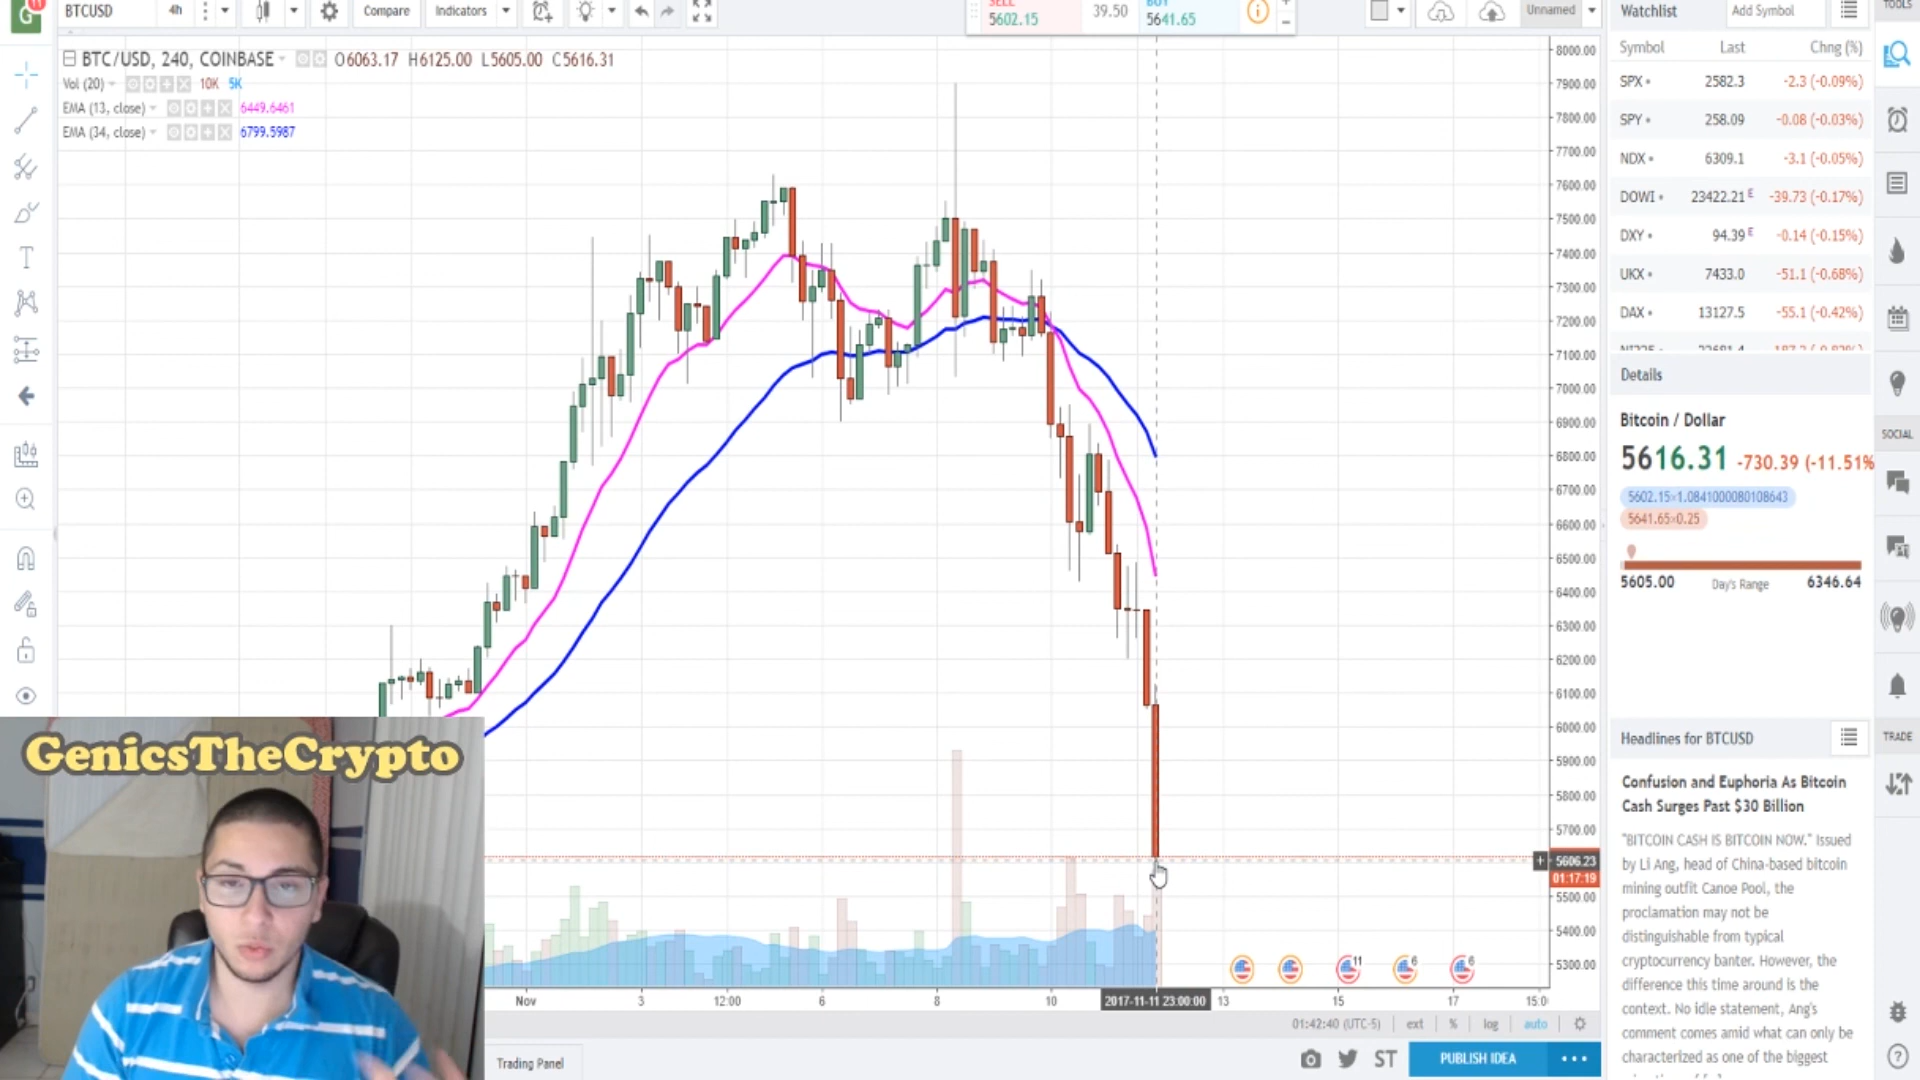 BTCUSD 4h Compare Indicators SELL 5602.15 39.50 BUY 5641.65 Unnamed
Watchlist Add Symbol TOOLS
BTC/USD, 240, COINBASE O6063.17 H6125.00 L5605.00 C5616.31
Vol (20) 10K 5K
EMA (13, close) 6449.6461
EMA (34, close) 6799.5987
8000.00
7900.00
7800.00
7700.00
7600.00
7500.00
7400.00
7300.00
7200.00
7100.00
7000.00
6900.00
6800.00
6700.00
6600.00
6500.00
6400.00
6300.00
6200.00
6100.00
6000.00
5900.00
5800.00
5700.00
5606.23
01:17:19
5500.00
5400.00
5300.00
Symbol Last Chng (%)
SPX 2582.3 -2.3 (-0.09%)
SPY 258.09 -0.08 (-0.03%)
NDX 6309.1 -3.1 (-0.05%)
DOWI 23422.21 E -39.73 (-0.17%)
DXY 94.39 E -0.14 (-0.15%)
UKX 7433.0 -51.1 (-0.68%)
DAX 13127.5 -55.1 (-0.42%)
Details
Bitcoin / Dollar
SOCIAL
5616.31 -730.39 (-11.51%
5602.15×1.0841000080108643
5641.65×0.25
5605.00 Day's Range 6346.64
Headlines for BTCUSD
TRADE
Confusion and Euphoria As Bitcoin
Cash Surges Past $30 Billion
"BITCOIN CASH IS BITCOIN NOW." Issued
by Li Ang, head of China-based bitcoin
mining outfit Canoe Pool, the
proclamation may not be
distinguishable from typical
cryptocurrency banter. However, the
difference this time around is the
context. No idle statement, Ang's
comment comes amid what can only be
characterized as one of the biggest
GenicsTheCrypto
11 6 6
Nov 3 12:00 6 8 10 2017-11-11 23:00:00 13 15 17 15:0
01:42:40 (UTC-5) ext % log auto
Trading Panel ST PUBLISH IDEA